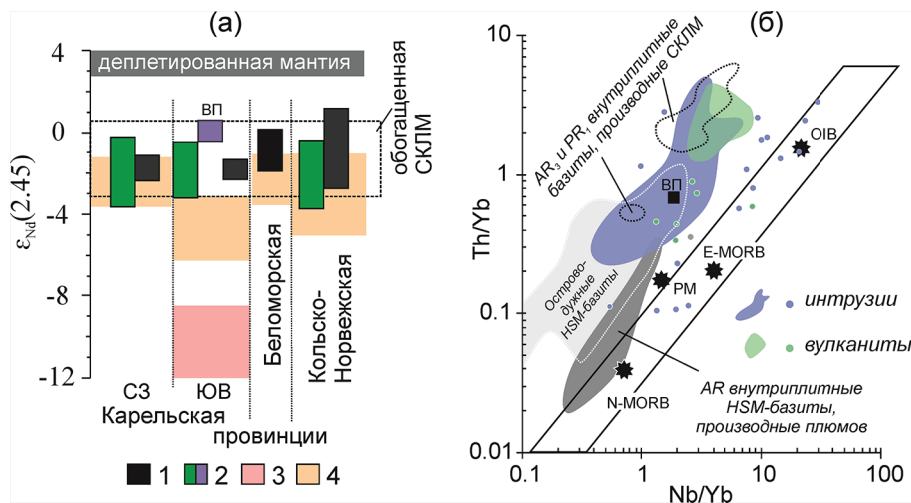 (а)
4
0
-4
-8
-12
εNd(2.45)
деплетированная мантия
ВП
обогащенная
СКЛМ
СЗ
ЮВ
Карельская
Беломорская
Кольско-
Норвежская
провинции
1
2
3
4
(б)
10
1
0.1
0.01
Th/Yb
0.1
1
10
100
Nb/Yb
AR3 и PR1 внутриплитные
базиты, производные СКЛМ
ВП
OIB
E-MORB
PM
N-MORB
Острово-
дужные
HSM-базиты
интрузии
вулканиты
AR внутриплитные
HSM-базиты,
производные плюмов